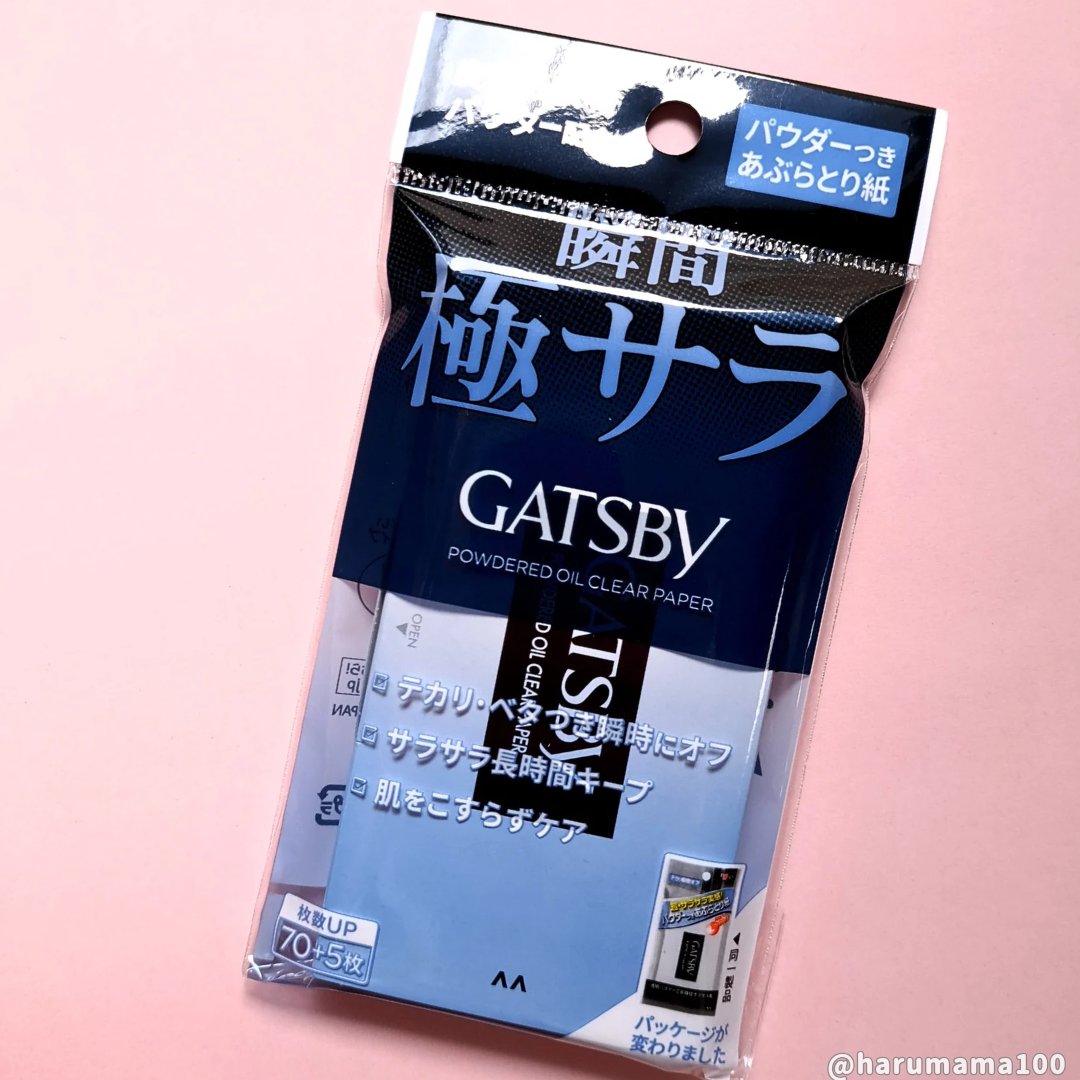 パウダーつき
あぶらとり紙
瞬間
極サラ
GATSBY
POWDERED OIL CLEAR PAPER
OPEN
GATSBY
テカリ・ベタつき瞬時にオフ
サラサラ長時間キープ
肌をこすらずケア
枚数UP
70+5枚
GATSBY
パッケージが
変わりました
@harumama100